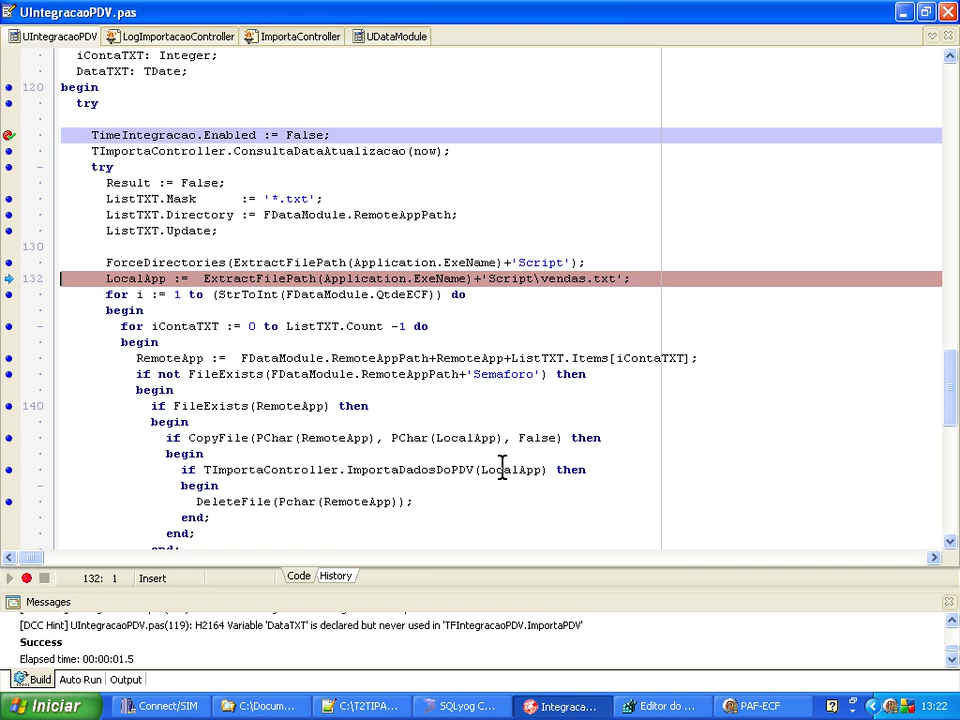 UIntegracaoPDV.pas
UIntegracaoPDV LogImportacaoController ImportaController UDataModule
iContaTXT: Integer;
DataTXT: TDate;
120 begin
try
TimeIntegracao.Enabled := False;
TImportaController.ConsultaDataAtualizacao(now);
try
Result := False;
ListTXT.Mask := '*.txt';
ListTXT.Directory := FDataModule.RemoteAppPath;
ListTXT.Update;
130
ForceDirectories(ExtractFilePath(Application.ExeName)+'Script');
132 LocalApp := ExtractFilePath(Application.ExeName)+'Script\vendas.txt';
for i := 1 to (StrToInt(FDataModule.QtdeECF)) do
begin
for iContaTXT := 0 to ListTXT.Count -1 do
begin
RemoteApp := FDataModule.RemoteAppPath+RemoteApp+ListTXT.Items[iContaTXT];
if not FileExists(FDataModule.RemoteAppPath+'Semaforo') then
begin
140 if FileExists(RemoteApp) then
begin
if CopyFile(PChar(RemoteApp), PChar(LocalApp), False) then
begin
if TImportaController.ImportaDadosDoPDV(LocalApp) then
begin
DeleteFile(Pchar(RemoteApp));
end;
end;
end;
132: 1 Insert Code History
Messages
[DCC Hint] UIntegracaoPDV.pas(119): H2164 Variable 'DataTXT' is declared but never used in 'TFIntegracaoPDV.ImportaPDV'
Success
Elapsed time: 00:00:01.5
Build Auto Run Output
Iniciar Connect/SIM C:\Docum... C:\T2TIPA... SQLyog C... Integraca... Editor do ... PAF-ECF 13:22